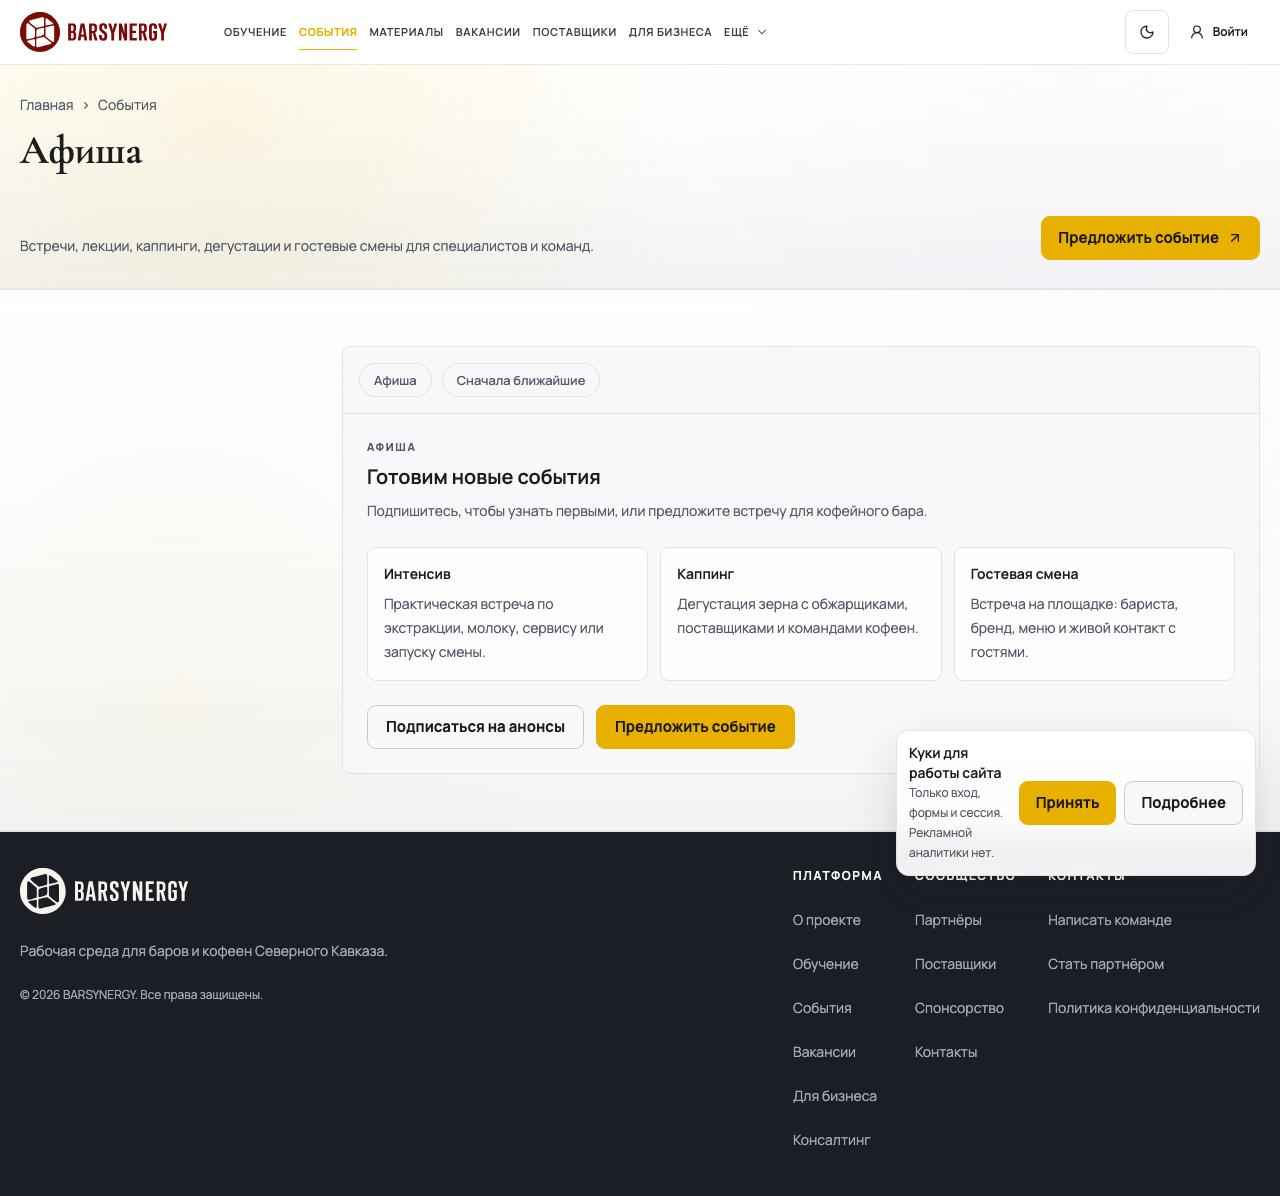 BARSYNERGY
ОБУЧЕНИЕ СОБЫТИЯ МАТЕРИАЛЫ ВАКАНСИИ ПОСТАВЩИКИ ДЛЯ БИЗНЕСА ЕЩЁ
Войти
Главная › События
Афиша
Встречи, лекции, каппинги, дегустации и гостевые смены для специалистов и команд.
Предложить событие
Афиша
Сначала ближайшие
АФИША
Готовим новые события
Подпишитесь, чтобы узнать первыми, или предложите встречу для кофейного бара.
Интенсив
Практическая встреча по
экстракции, молоку, сервису или
запуску смены.
Каппинг
Дегустация зерна с обжарщиками,
поставщиками и командами кофеен.
Гостевая смена
Встреча на площадке: бариста,
бренд, меню и живой контакт с
гостями.
Подписаться на анонсы
Предложить событие
Куки для
работы сайта
Только вход,
формы и сессия.
Рекламной
аналитики нет.
Принять
Подробнее
BARSYNERGY
Рабочая среда для баров и кофеен Северного Кавказа.
© 2026 BARSYNERGY. Все права защищены.
ПЛАТФОРМА
О проекте
Обучение
События
Вакансии
Для бизнеса
Консалтинг
СООБЩЕСТВО
Партнёры
Поставщики
Спонсорство
Контакты
КОНТАКТЫ
Написать команде
Стать партнёром
Политика конфиденциальности